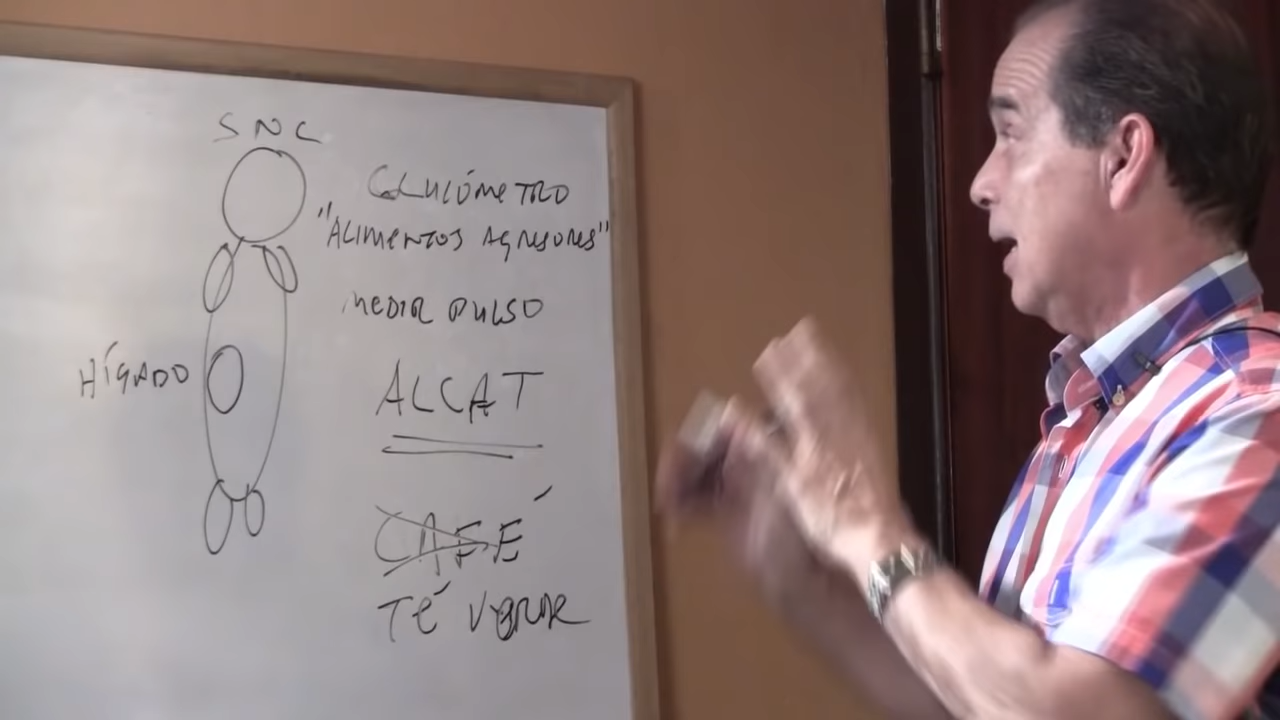 SNC
GLUCÓMETRO
"ALIMENTOS AGRESORES"
MEDIR PULSO
HÍGADO
ALCAT
CAFÉ
TÉ VERDE